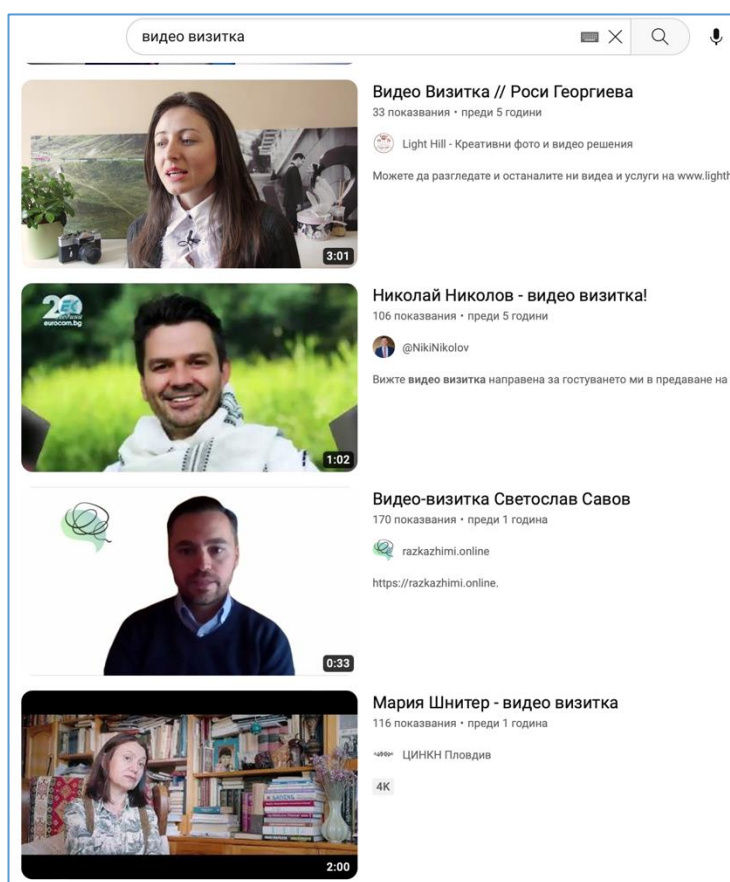 видео визитка
Видео Визитка // Роси Георгиева
33 показвания • преди 5 години
Light Hill - Креативни фото и видео решения
Можете да разгледате и останалите ни видеа и услуги на www.lighth
3:01
20 ЕК
eurocom.bg
Николай Николов - видео визитка!
106 показвания • преди 5 години
@NikiNikolov
Вижте видео визитка направена за гостуването ми в предаване на
1:02
Видео-визитка Светослав Савов
170 показвания • преди 1 година
razkazhimi.online
https://razkazhimi.online.
0:33
Мария Шнитер - видео визитка
116 показвания • преди 1 година
ЦИНКН Пловдив
4K
2:00